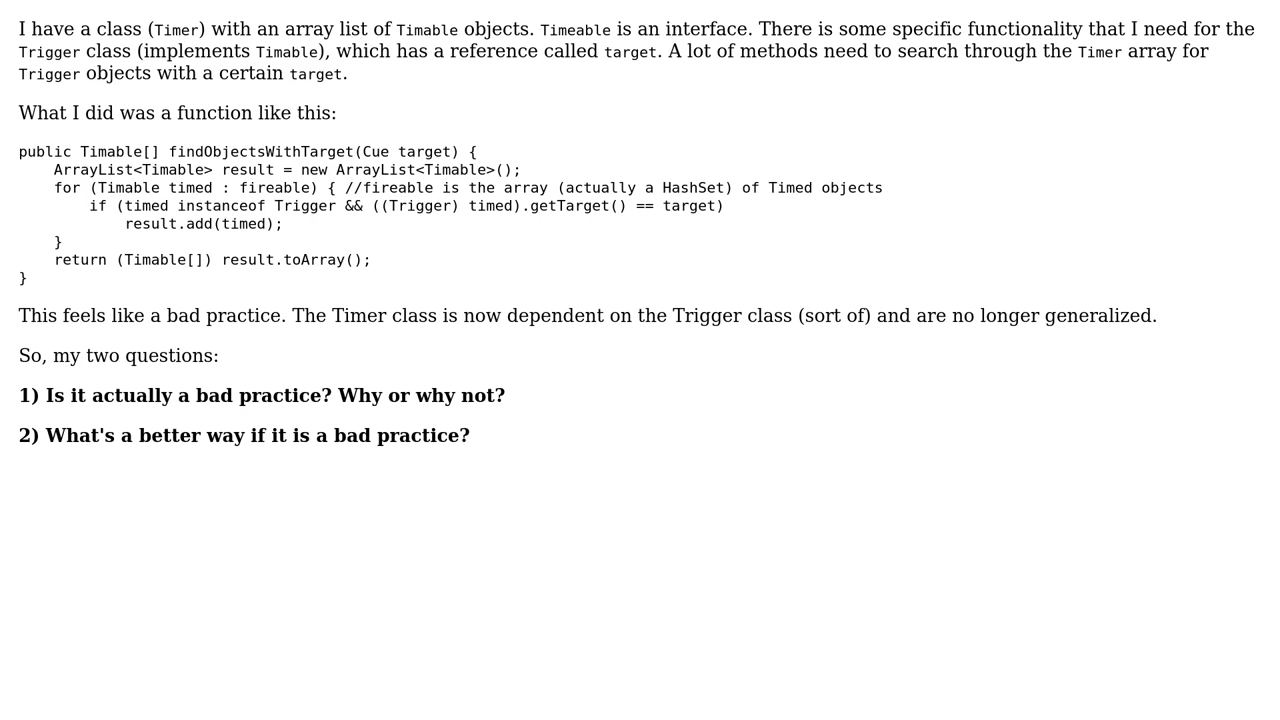 I have a class (Timer) with an array list of Timable objects. Timeable is an interface. There is some specific functionality that I need for the
Trigger class (implements Timable), which has a reference called target. A lot of methods need to search through the Timer array for
Trigger objects with a certain target.
What I did was a function like this:
public Timable[] findObjectsWithTarget(Cue target) {
    ArrayList<Timable> result = new ArrayList<Timable>();
    for (Timable timed : fireable) { //fireable is the array (actually a HashSet) of Timed objects
        if (timed instanceof Trigger && ((Trigger) timed).getTarget() == target)
            result.add(timed);
    }
    return (Timable[]) result.toArray();
}
This feels like a bad practice. The Timer class is now dependent on the Trigger class (sort of) and are no longer generalized.
So, my two questions:
1) Is it actually a bad practice? Why or why not?
2) What's a better way if it is a bad practice?